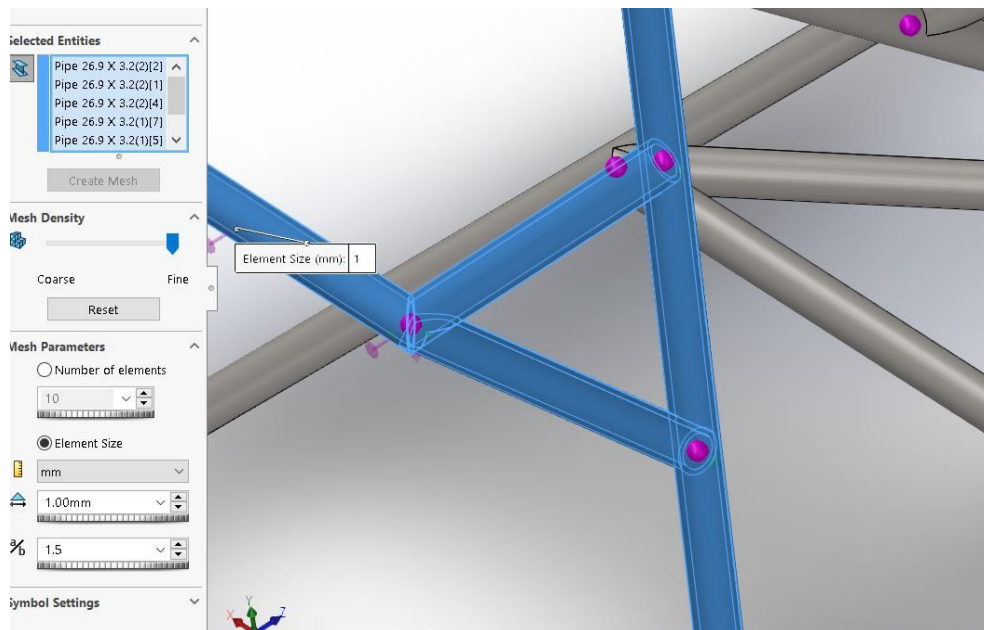 Selected Entities
Pipe 26.9 X 3.2(2)[2]
Pipe 26.9 X 3.2(2)[1]
Pipe 26.9 X 3.2(2)[4]
Pipe 26.9 X 3.2(1)[7]
Pipe 26.9 X 3.2(1)[5]
Create Mesh
Mesh Density
Coarse Fine
Reset
Mesh Parameters
Number of elements
10
Element Size
mm
1.00mm
a/b
1.5
Symbol Settings
Element Size (mm): 1
Y
X Z